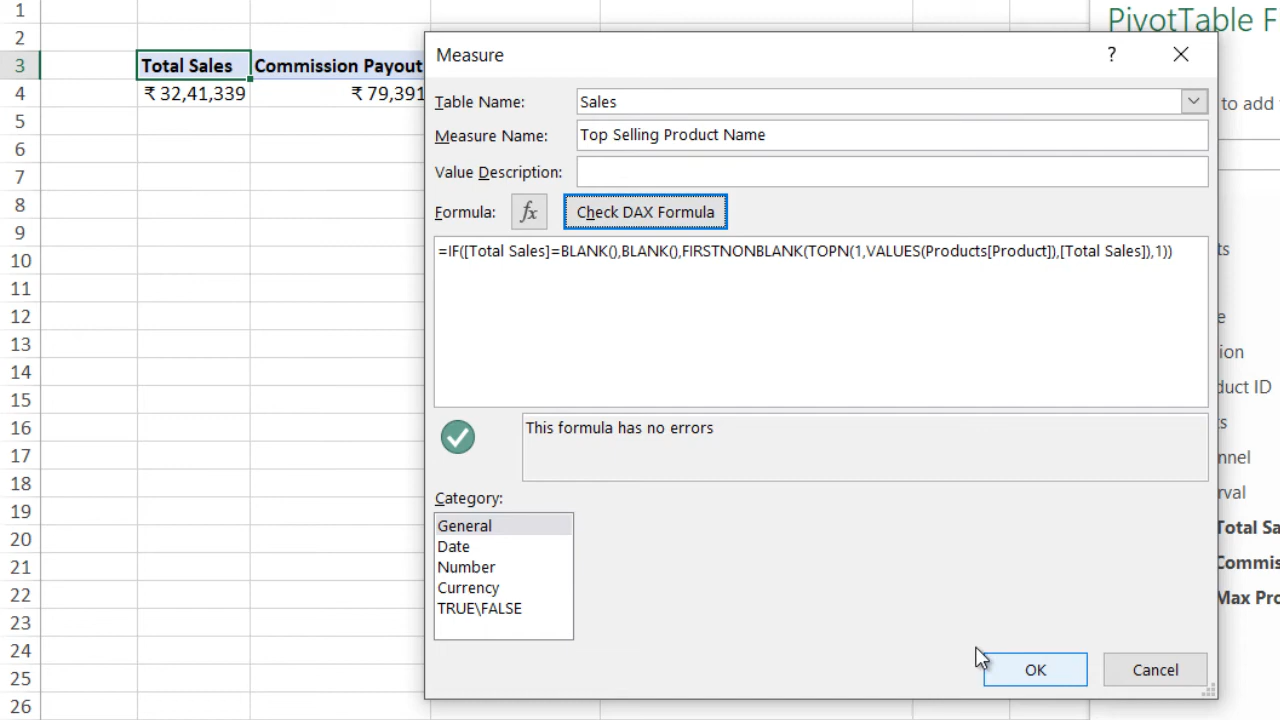 PivotTable F
1
2
3 Total Sales Commission Payout
4 ₹ 32,41,339 ₹ 79,391
5
6
7
8
9
10
11
12
13
14
15
16
17
18
19
20
21
22
23
24
25
26
Measure
?
Table Name: Sales
Measure Name: Top Selling Product Name
Value Description:
Formula: fx Check DAX Formula
=IF([Total Sales]=BLANK(),BLANK(),FIRSTNONBLANK(TOPN(1,VALUES(Products[Product]),[Total Sales]),1))
This formula has no errors
Category:
General
Date
Number
Currency
TRUE\FALSE
OK Cancel
to add
ts
e
ion
duct ID
ts
nnel
rval
Total Sa
Commis
Max Pro